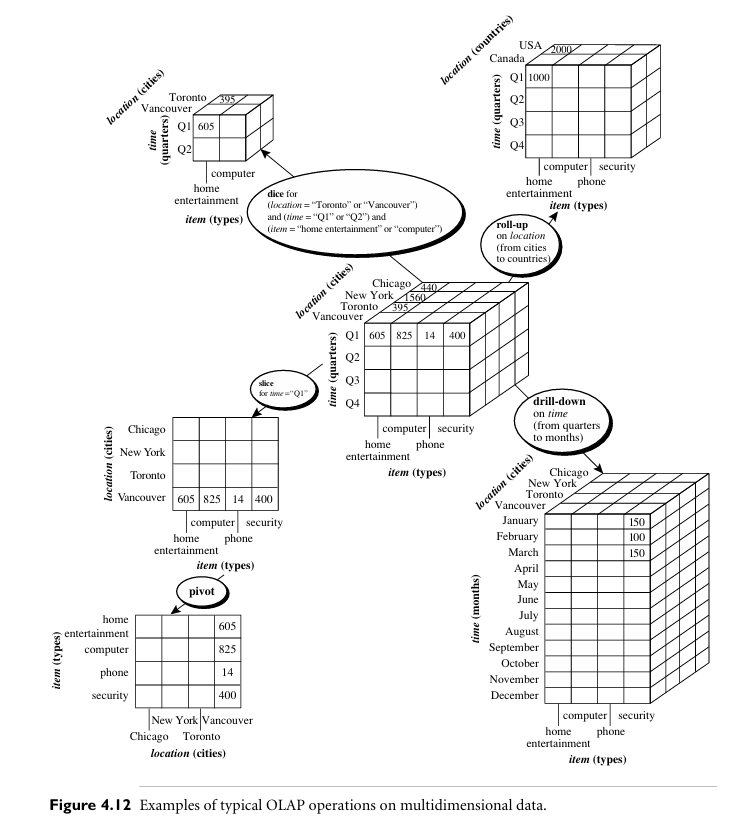 location (countries)
USA 2000
Canada
Q1 1000
Q2
Q3
Q4
time (quarters)
computer security
home phone
entertainment
item (types)
location (cities)
Toronto 395
Vancouver
Q1 605
Q2
time
(quarters)
computer
home
entertainment
item (types)
dice for
(location = “Toronto” or “Vancouver”)
and (time = “Q1” or “Q2”) and
(item = “home entertainment” or “computer”)
roll-up
on location
(from cities
to countries)
location (cities)
Chicago 440
New York 1560
Toronto 395
Vancouver
Q1 605 825 14 400
Q2
Q3
Q4
time (quarters)
computer security
home phone
entertainment
item (types)
slice
for time =“Q1”
Chicago
New York
Toronto
Vancouver 605 825 14 400
location (cities)
computer security
home phone
entertainment
item (types)
drill-down
on time
(from quarters
to months)
location (cities)
Chicago
New York
Toronto
Vancouver
January 150
February 100
March 150
April
May
June
July
August
September
October
November
December
time (months)
computer security
home phone
entertainment
item (types)
pivot
home
entertainment 605
computer 825
phone 14
security 400
item (types)
New York Vancouver
Chicago Toronto
location (cities)
Figure 4.12 Examples of typical OLAP operations on multidimensional data.